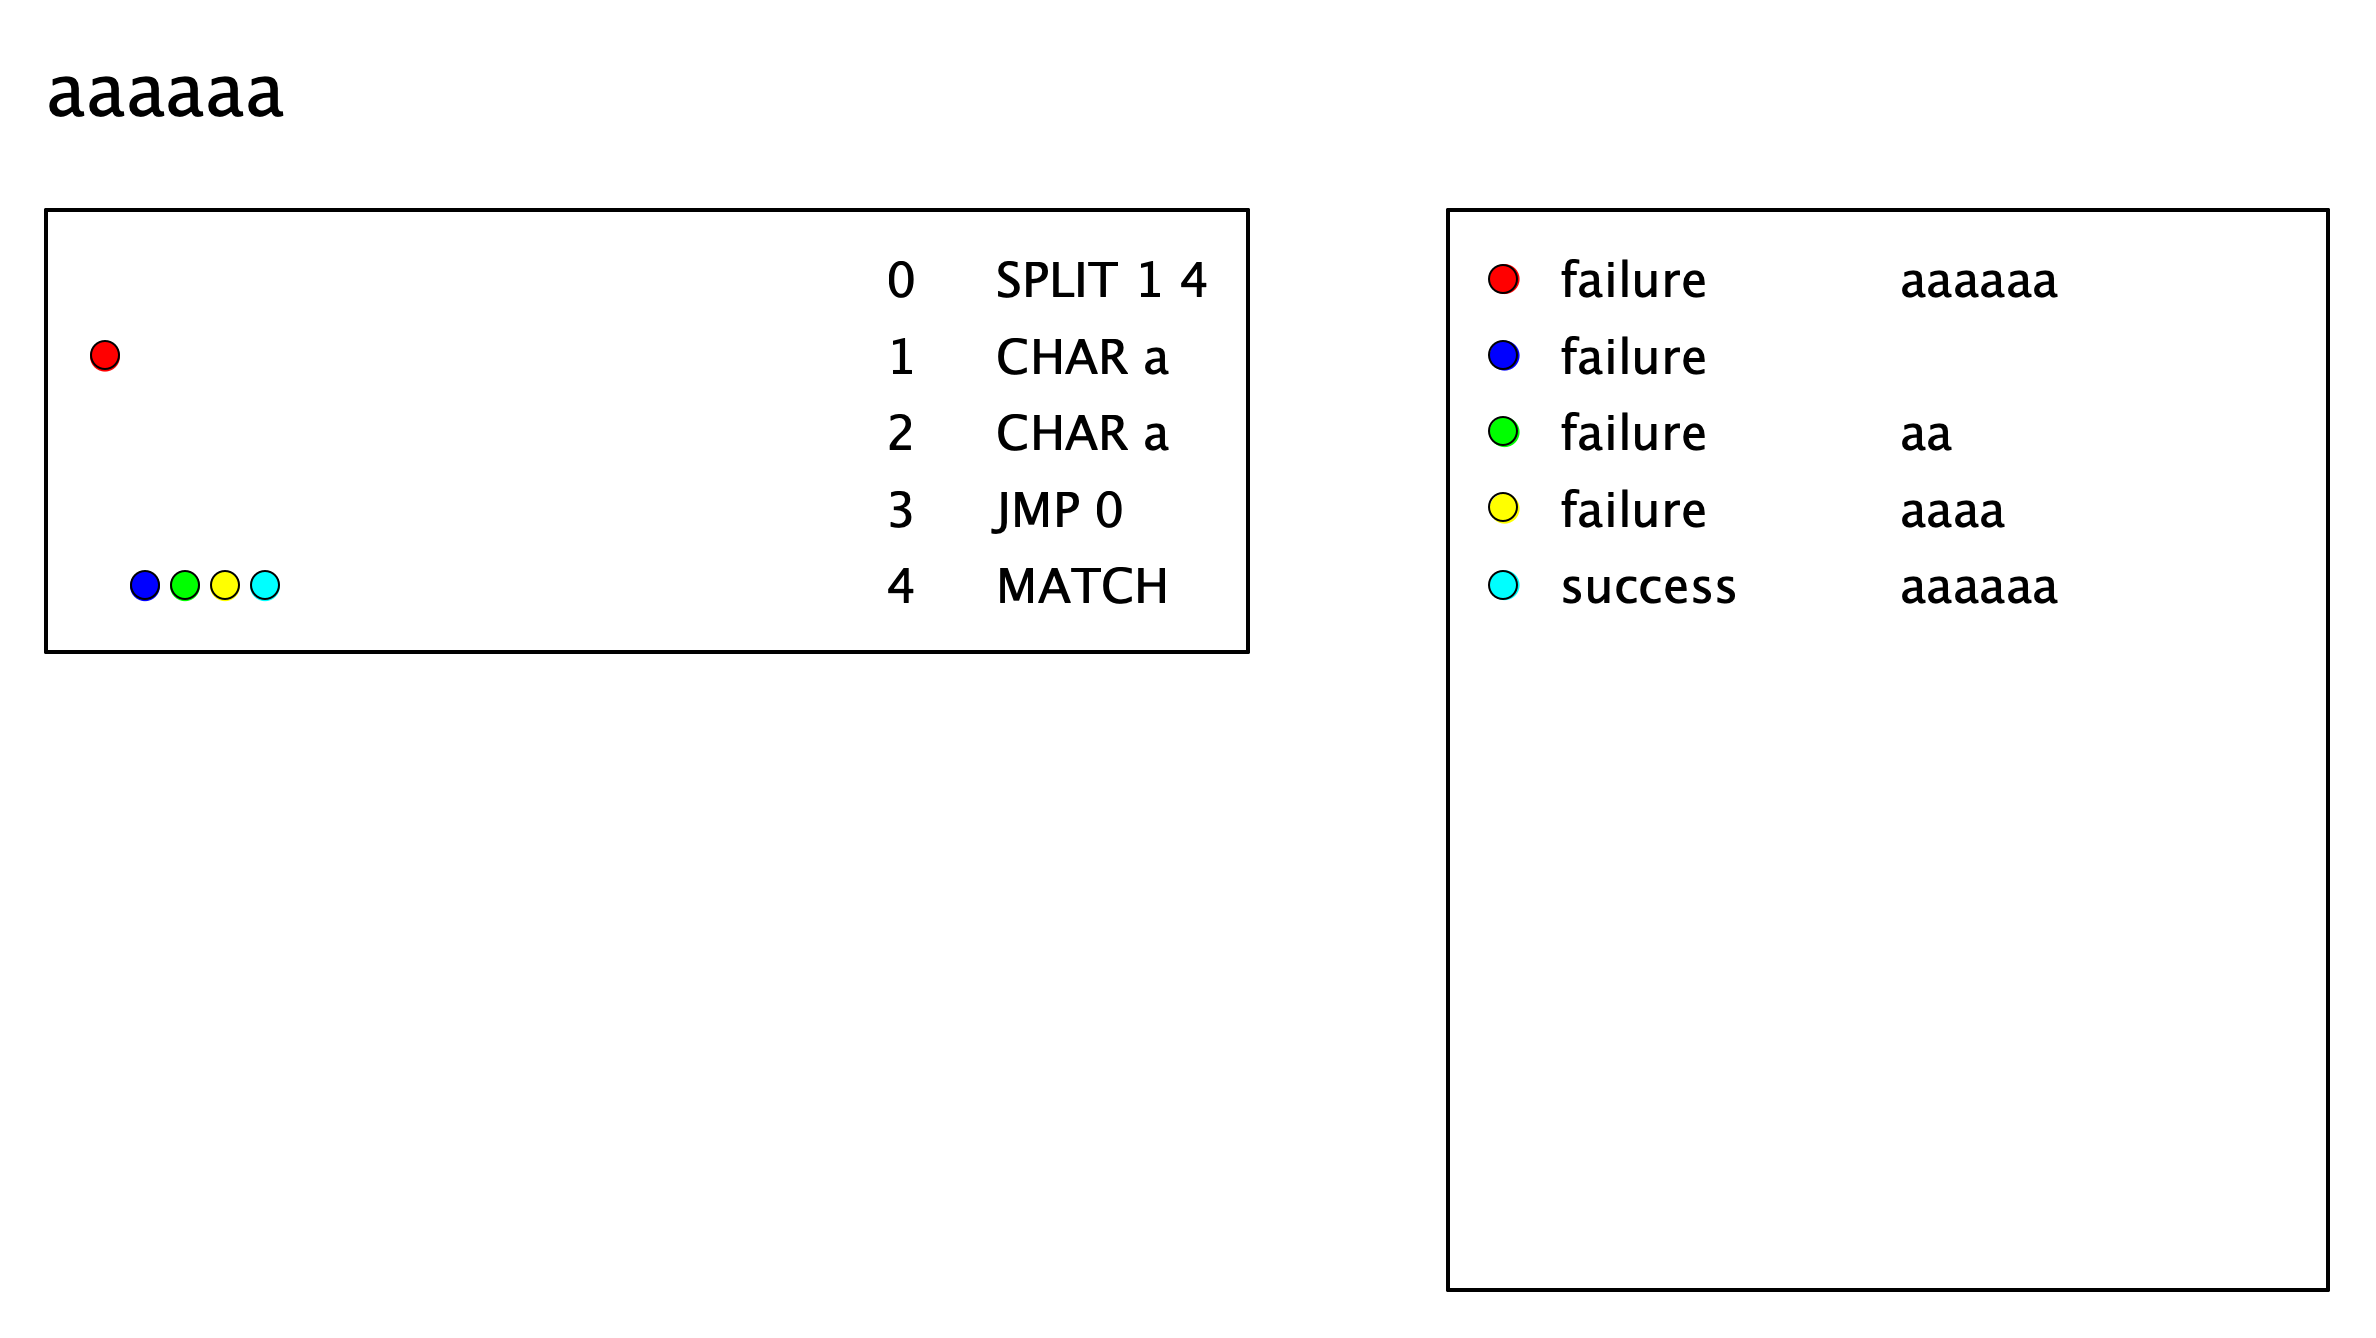 aaaaaa
0 SPLIT 1 4
1 CHAR a
2 CHAR a
3 JMP 0
4 MATCH
failure aaaaaa
failure
failure aa
failure aaaa
success aaaaaa